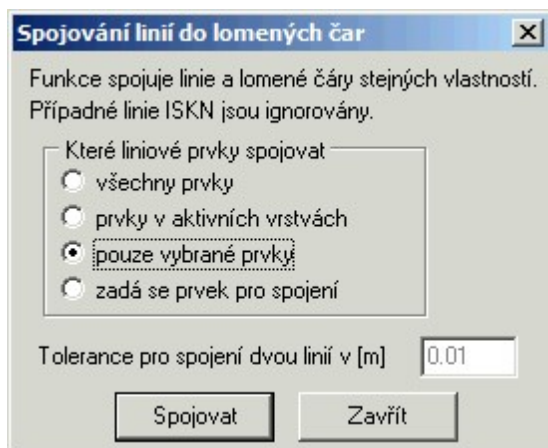 Spojování linií do lomených čar
Funkce spojuje linie a lomené čáry stejných vlastností.
Případné linie ISKN jsou ignorovány.
Které liniové prvky spojovat
všechny prvky
prvky v aktivních vrstvách
pouze vybrané prvky
zadá se prvek pro spojení
Tolerance pro spojení dvou linií v [m] 0.01
Spojovat Zavřít